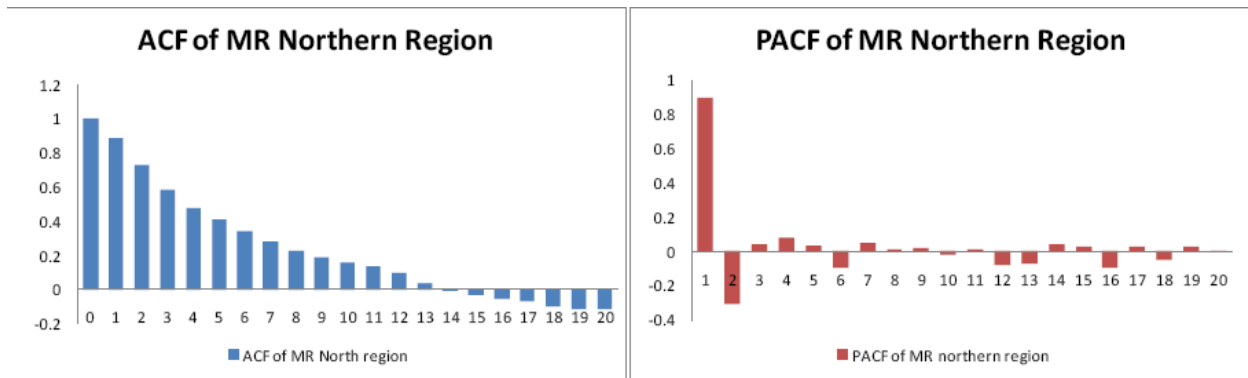 ACF of MR Northern Region
1.2
1
0.8
0.6
0.4
0.2
0
-0.2
0 1 2 3 4 5 6 7 8 9 10 11 12 13 14 15 16 17 18 19 20
ACF of MR North region
PACF of MR Northern Region
1
0.8
0.6
0.4
0.2
0
-0.2
-0.4
1 2 3 4 5 6 7 8 9 10 11 12 13 14 15 16 17 18 19 20
PACF of MR northern region